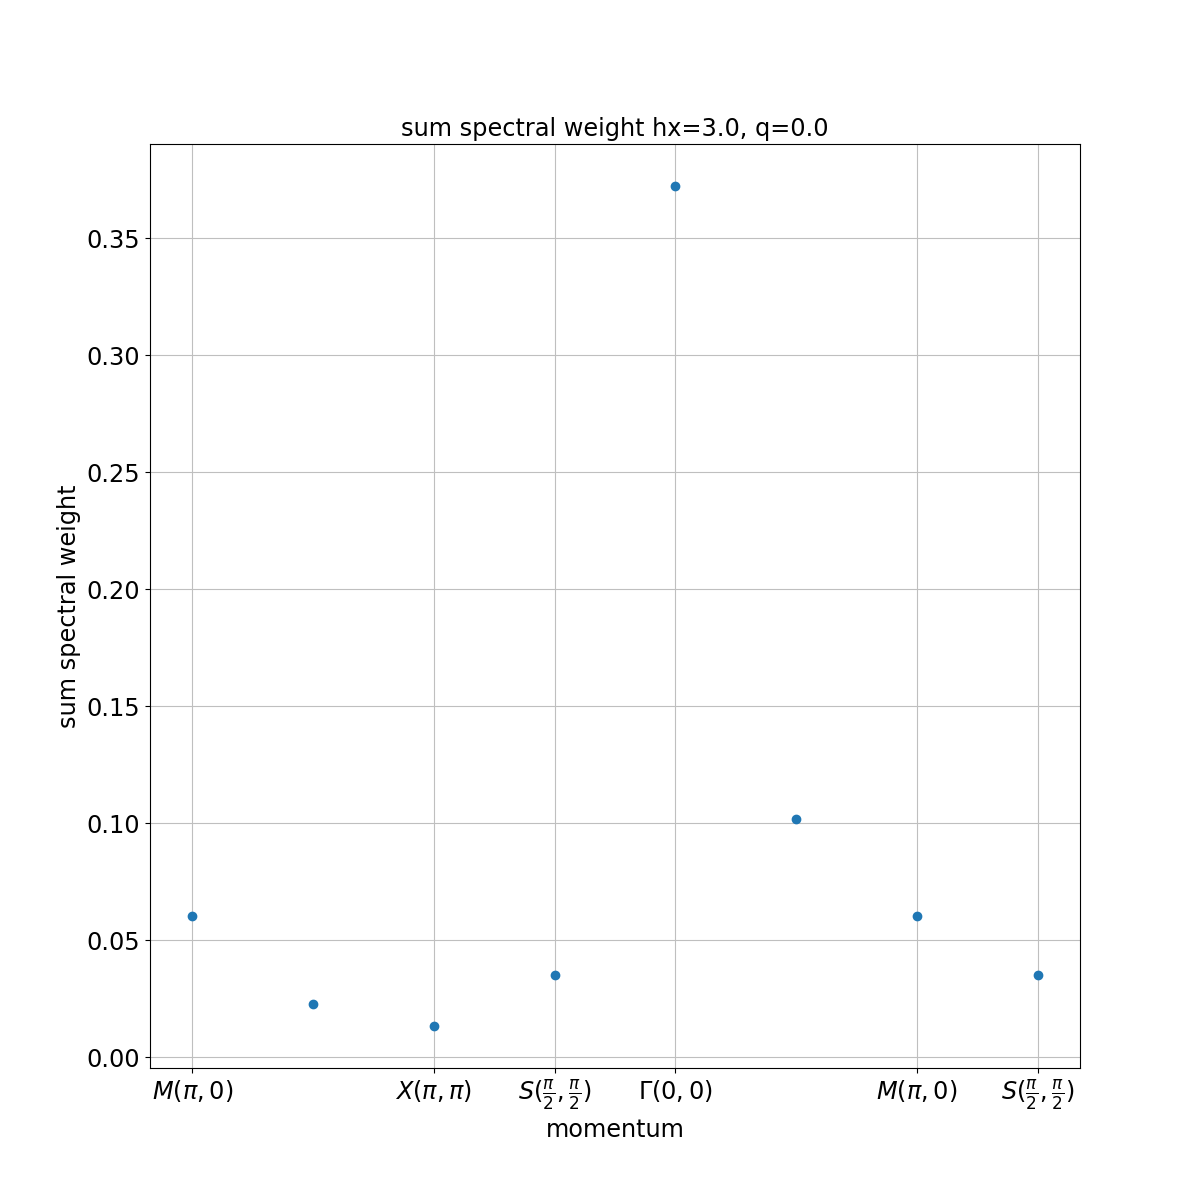 sum spectral weight hx=3.0, q=0.0
sum spectral weight
0.35
0.30
0.25
0.20
0.15
0.10
0.05
0.00
M(π, 0) X(π, π) S(π/2, π/2) Γ(0, 0) M(π, 0) S(π/2, π/2)
momentum